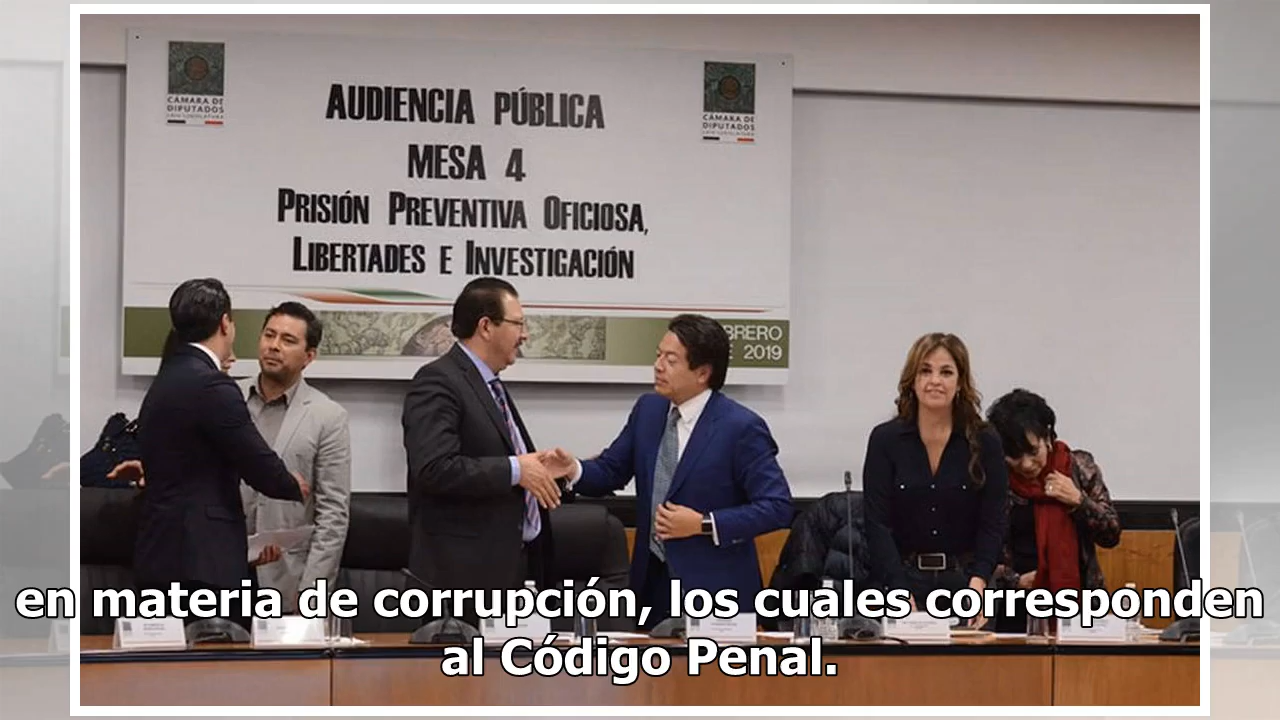 CÁMARA DE
DIPUTADOS
CÁMARA DE
DIPUTADOS
AUDIENCIA PÚBLICA
MESA 4
PRISIÓN PREVENTIVA OFICIOSA,
LIBERTADES E INVESTIGACIÓN
BRERO
2019
en materia de corrupción, los cuales corresponden
al Código Penal.